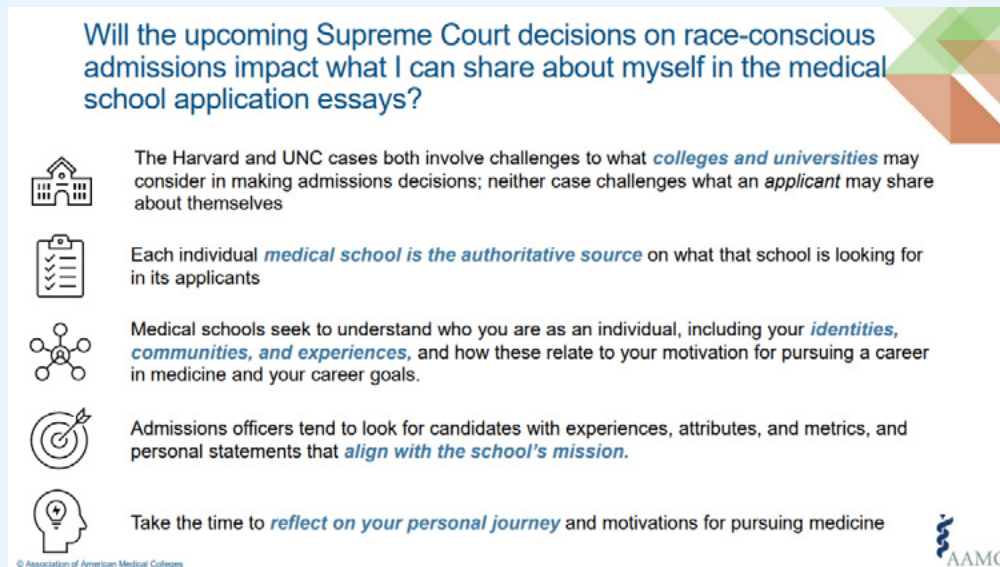 Will the upcoming Supreme Court decisions on race-conscious
admissions impact what I can share about myself in the medical
school application essays?
The Harvard and UNC cases both involve challenges to what colleges and universities may
consider in making admissions decisions; neither case challenges what an applicant may share
about themselves
Each individual medical school is the authoritative source on what that school is looking for
in its applicants
Medical schools seek to understand who you are as an individual, including your identities,
communities, and experiences, and how these relate to your motivation for pursuing a career
in medicine and your career goals.
Admissions officers tend to look for candidates with experiences, attributes, and metrics, and
personal statements that align with the school's mission.
Take the time to reflect on your personal journey and motivations for pursuing medicine
© Association of American Medical Colleges
AAMC